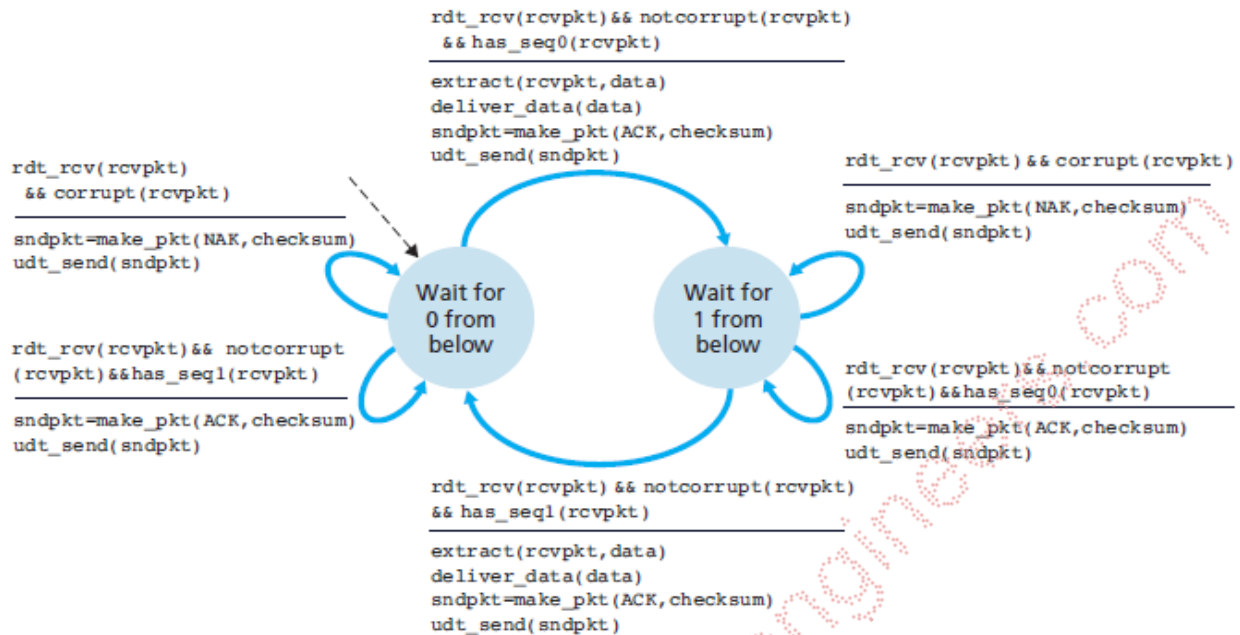 rdt_rcv(rcvpkt)&& notcorrupt(rcvpkt)
&& has_seq0(rcvpkt)
extract(rcvpkt,data)
deliver_data(data)
sndpkt=make_pkt(ACK,checksum)
udt_send(sndpkt)
rdt_rcv(rcvpkt)
&& corrupt(rcvpkt)
sndpkt=make_pkt(NAK,checksum)
udt_send(sndpkt)
rdt_rcv(rcvpkt) && corrupt(rcvpkt)
sndpkt=make_pkt(NAK,checksum)
udt_send(sndpkt)
Wait for
0 from
below
Wait for
1 from
below
rdt_rcv(rcvpkt)&& notcorrupt
(rcvpkt)&&has_seq1(rcvpkt)
sndpkt=make_pkt(ACK,checksum)
udt_send(sndpkt)
rdt_rcv(rcvpkt)&& notcorrupt
(rcvpkt)&&has_seq0(rcvpkt)
sndpkt=make_pkt(ACK,checksum)
udt_send(sndpkt)
rdt_rcv(rcvpkt) && notcorrupt(rcvpkt)
&& has_seq1(rcvpkt)
extract(rcvpkt,data)
deliver_data(data)
sndpkt=make_pkt(ACK,checksum)
udt_send(sndpkt)